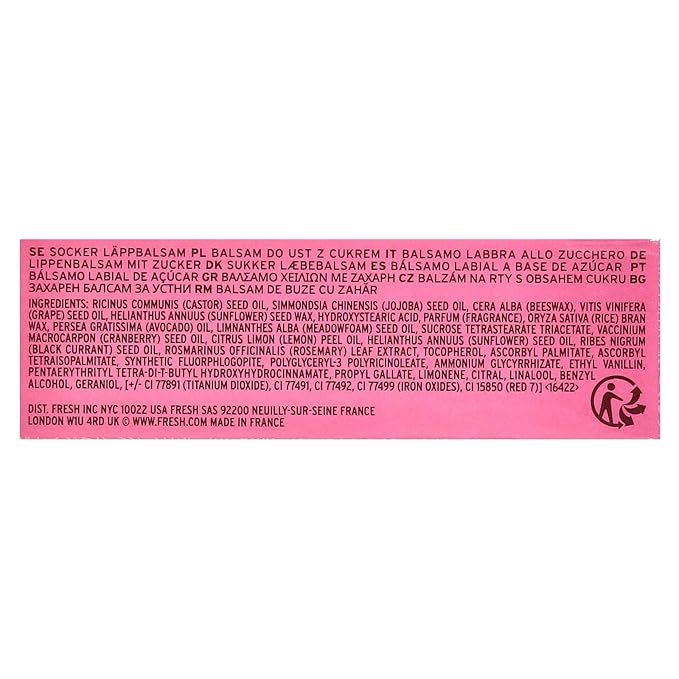 SE SOCKER LÄPPBALSAM PL BALSAM DO UST Z CUKREM IT BALSAMO LABBRA ALLO ZUCCHERO DE
LIPPENBALSAM MIT ZUCKER DK SUKKER LÆBEBALSAM ES BÁLSAMO LABIAL A BASE DE AZÚCAR PT
BÁLSAMO LABIAL DE AÇÚCAR GR ΒΑΛΣΑΜΟ ΧΕΙΛΙΩΝ ΜΕ ΖΑΧΑΡΗ CZ BALZÁM NA RTY S OBSAHEM CUKRU BG
ЗАХАРЕН БАЛСАМ ЗА УСТНИ RM BALSAM DE BUZE CU ZAHĂR
INGREDIENTS: RICINUS COMMUNIS (CASTOR) SEED OIL, SIMMONDSIA CHINENSIS (JOJOBA) SEED OIL, CERA ALBA (BEESWAX), VITIS VINIFERA
(GRAPE) SEED OIL, HELIANTHUS ANNUUS (SUNFLOWER) SEED WAX, HYDROXYSTEARIC ACID, PARFUM (FRAGRANCE), ORYZA SATIVA (RICE) BRAN
WAX, PERSEA GRATISSIMA (AVOCADO) OIL, LIMNANTHES ALBA (MEADOWFOAM) SEED OIL, SUCROSE TETRASTEARATE TRIACETATE, VACCINIUM
MACROCARPON (CRANBERRY) SEED OIL, CITRUS LIMON (LEMON) PEEL OIL, HELIANTHUS ANNUUS (SUNFLOWER) SEED OIL, RIBES NIGRUM
(BLACK CURRANT) SEED OIL, ROSMARINUS OFFICINALIS (ROSEMARY) LEAF EXTRACT, TOCOPHEROL, ASCORBYL PALMITATE, ASCORBYL
TETRAISOPALMITATE, SYNTHETIC FLUORPHLOGOPITE, POLYGLYCERYL-3 POLYRICINOLEATE, AMMONIUM GLYCYRRHIZATE, ETHYL VANILLIN,
PENTAERYTHRITYL TETRA-DI-T-BUTYL HYDROXYHYDROCINNAMATE, PROPYL GALLATE, LIMONENE, CITRAL, LINALOOL, BENZYL
ALCOHOL, GERANIOL, [+/- CI 77891 (TITANIUM DIOXIDE), CI 77491, CI 77492, CI 77499 (IRON OXIDES), CI 15850 (RED 7)] <16422>
DIST. FRESH INC NYC 10022 USA FRESH SAS 92200 NEUILLY-SUR-SEINE FRANCE
LONDON W1U 4RD UK © WWW.FRESH.COM MADE IN FRANCE